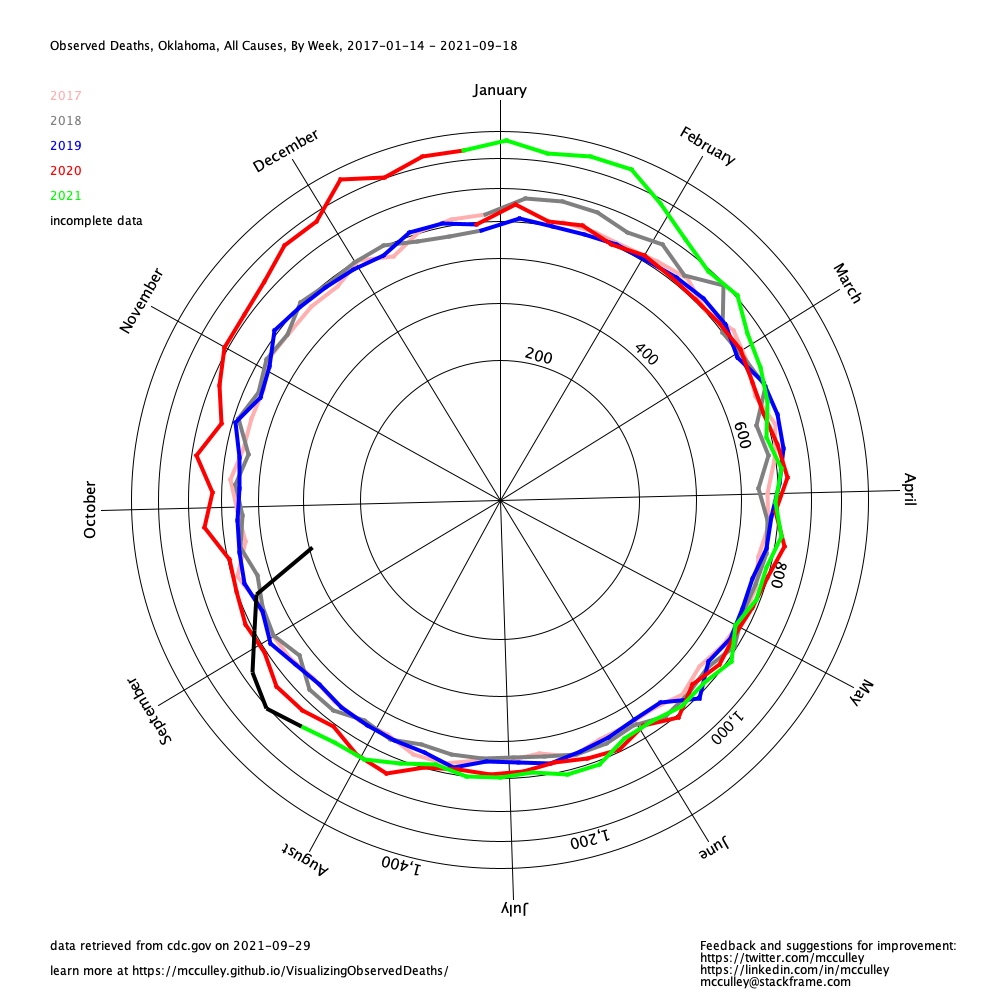 Observed Deaths, Oklahoma, All Causes, By Week, 2017-01-14 - 2021-09-18
2017
2018
2019
2020
2021
incomplete data
January
February
March
April
May
June
July
August
September
October
November
December
200
400
600
800
1,000
1,200
1,400
data retrieved from cdc.gov on 2021-09-29
learn more at https://mcculley.github.io/VisualizingObservedDeaths/
Feedback and suggestions for improvement:
https://twitter.com/mcculley
https://linkedin.com/in/mcculley
mcculley@stackframe.com